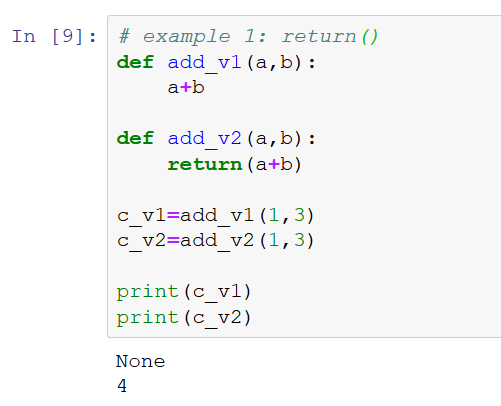 In [9]: # example 1: return()
def add_v1(a,b):
    a+b

def add_v2(a,b):
    return(a+b)

c_v1=add_v1(1,3)
c_v2=add_v2(1,3)

print(c_v1)
print(c_v2)

None
4